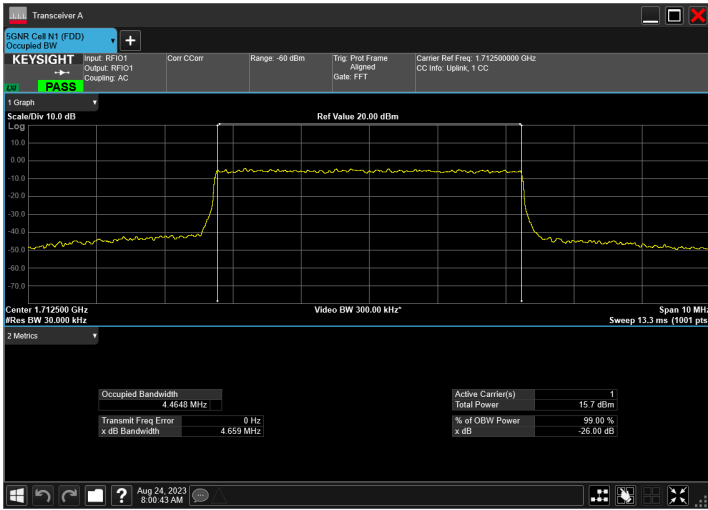 Transceiver A
5GNR Cell N1 (FDD)
Occupied BW
KEYSIGHT
LXI
PASS
Input: RFIO1
Output: RFIO1
Coupling: AC
Corr CCorr
Range: -60 dBm
Trig: Prot Frame
Aligned
Gate: FFT
Carrier Ref Freq: 1.712500000 GHz
CC Info: Uplink, 1 CC
1 Graph
Scale/Div 10.0 dB
Ref Value 20.00 dBm
Log
10.0
0.00
-10.0
-20.0
-30.0
-40.0
-50.0
-60.0
-70.0
Center 1.712500 GHz
Video BW 300.00 kHz*
Span 10 MHz
#Res BW 30.000 kHz
Sweep 13.3 ms (1001 pts
2 Metrics
Occupied Bandwidth
4.4648 MHz
Transmit Freq Error 0 Hz
x dB Bandwidth 4.659 MHz
Active Carrier(s) 1
Total Power 15.7 dBm
% of OBW Power 99.00 %
x dB -26.00 dB
?
Aug 24, 2023
8:00:43 AM